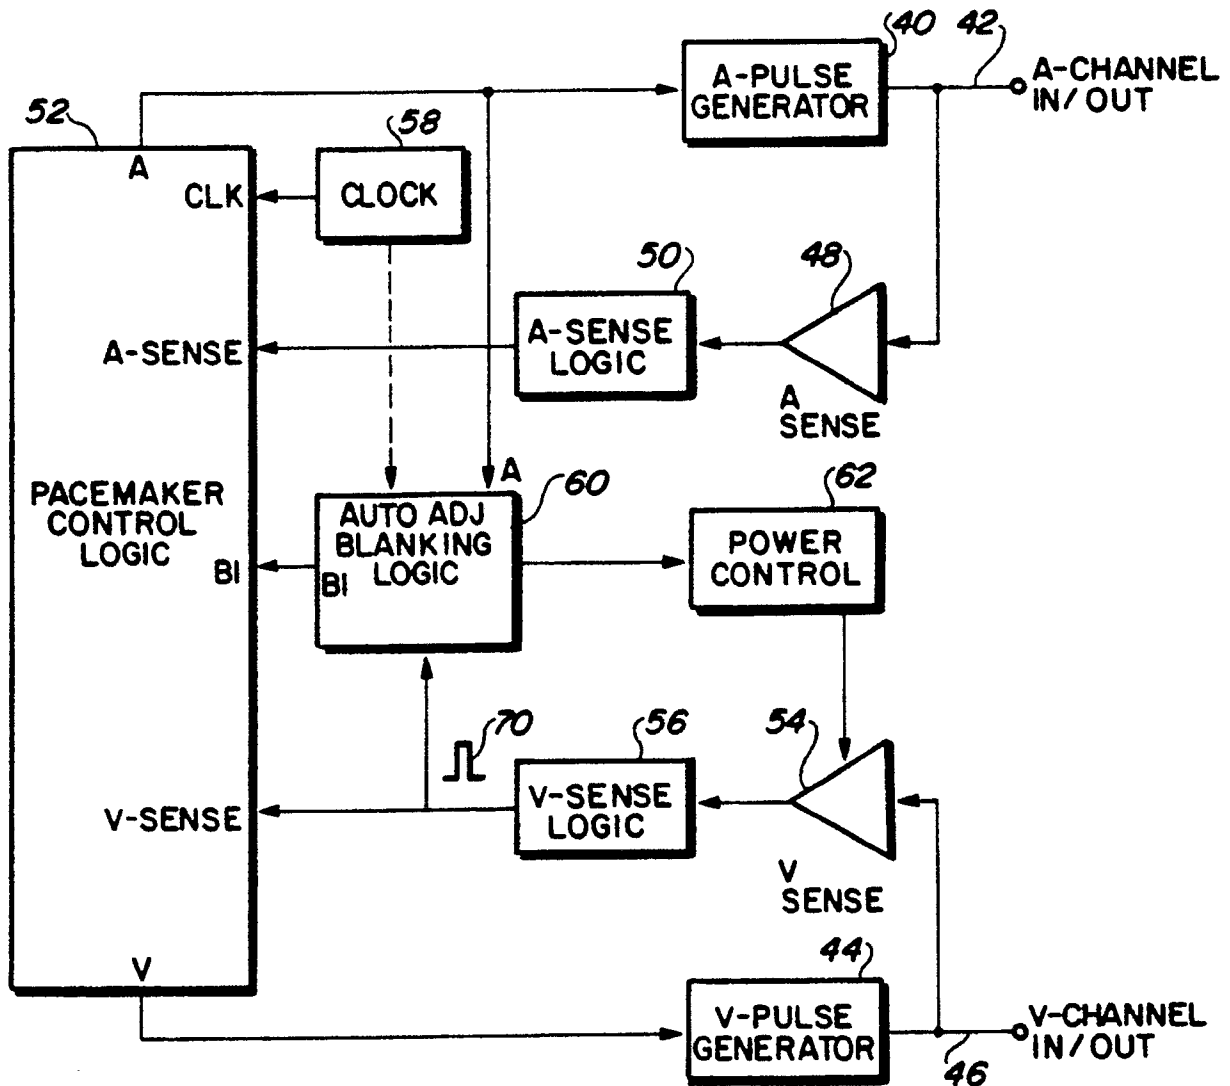 40
42
A-PULSE
GENERATOR
A-CHANNEL
IN/OUT
52
58
A
CLK
CLOCK
50
48
A-SENSE
A-SENSE
LOGIC
A
SENSE
A
60
62
PACEMAKER
CONTROL
LOGIC
AUTO ADJ
BLANKING
LOGIC
POWER
CONTROL
BI
BI
70
56
54
V-SENSE
V-SENSE
LOGIC
V
SENSE
V
44
V-PULSE
GENERATOR
V-CHANNEL
IN/OUT
46